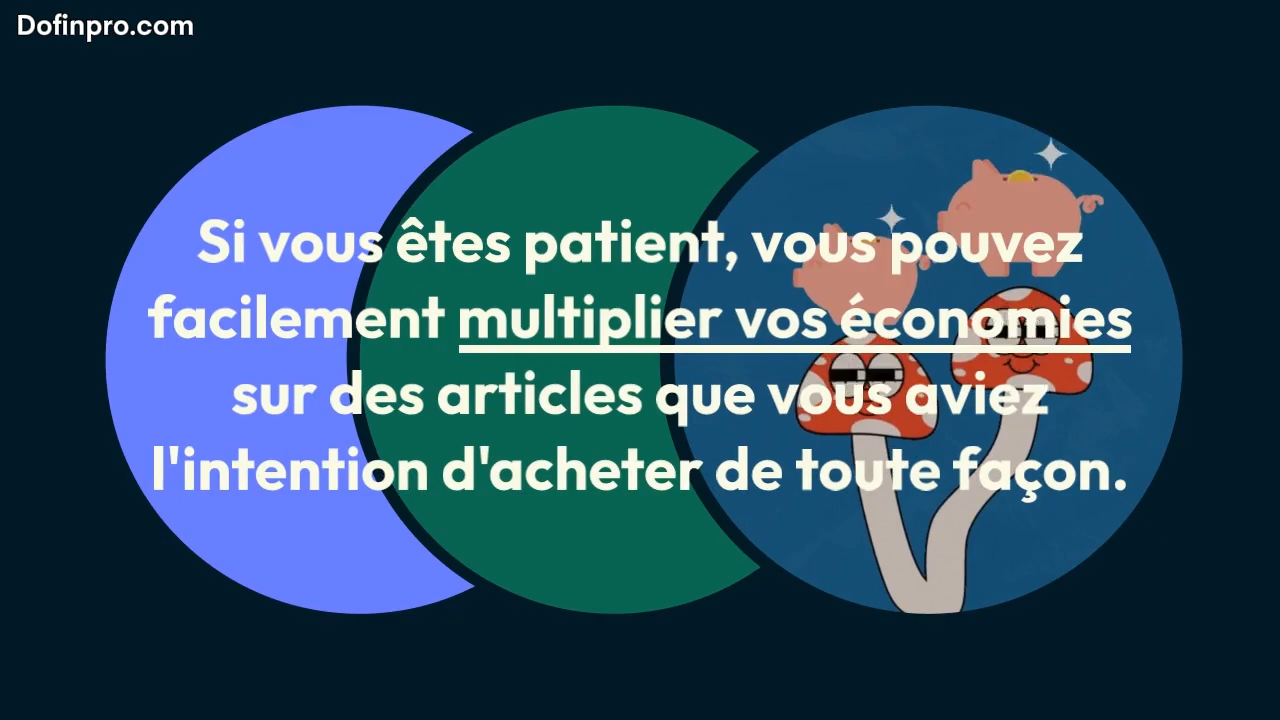 Dofinpro.com
Si vous êtes patient, vous pouvez
facilement multiplier vos économies
sur des articles que vous aviez
l'intention d'acheter de toute façon.